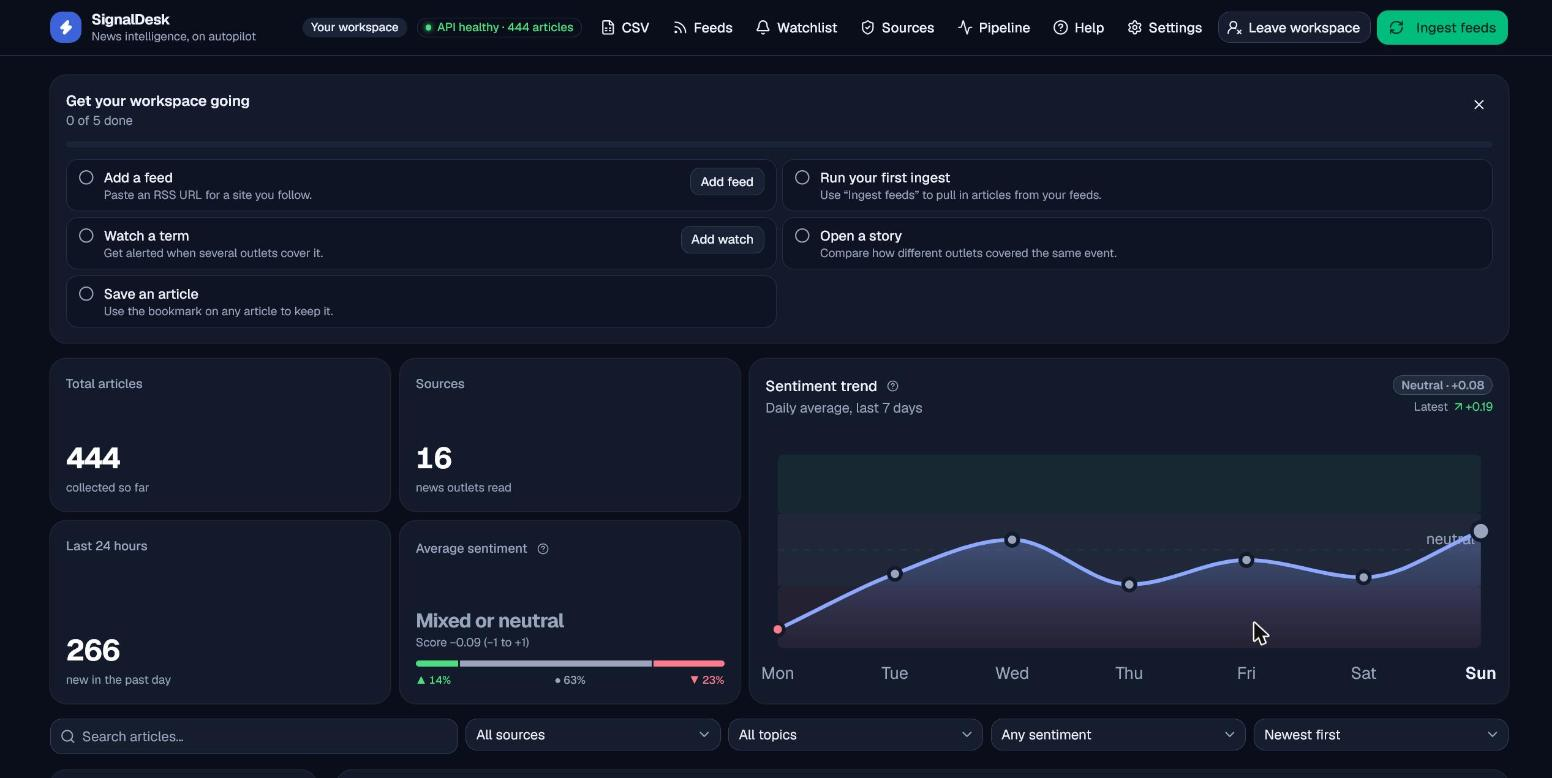 SignalDesk
News intelligence, on autopilot
Your workspace
API healthy · 444 articles
CSV
Feeds
Watchlist
Sources
Pipeline
Help
Settings
Leave workspace
Ingest feeds
Get your workspace going
0 of 5 done
Add a feed
Paste an RSS URL for a site you follow.
Add feed
Run your first ingest
Use “Ingest feeds” to pull in articles from your feeds.
Watch a term
Get alerted when several outlets cover it.
Add watch
Open a story
Compare how different outlets covered the same event.
Save an article
Use the bookmark on any article to keep it.
Total articles
444
collected so far
Sources
16
news outlets read
Sentiment trend
Daily average, last 7 days
Neutral · +0.08
Latest ↗ +0.19
neutral
Mon Tue Wed Thu Fri Sat Sun
Last 24 hours
266
new in the past day
Average sentiment
Mixed or neutral
Score −0.09 (−1 to +1)
▲ 14%
● 63%
▼ 23%
Search articles...
All sources
All topics
Any sentiment
Newest first